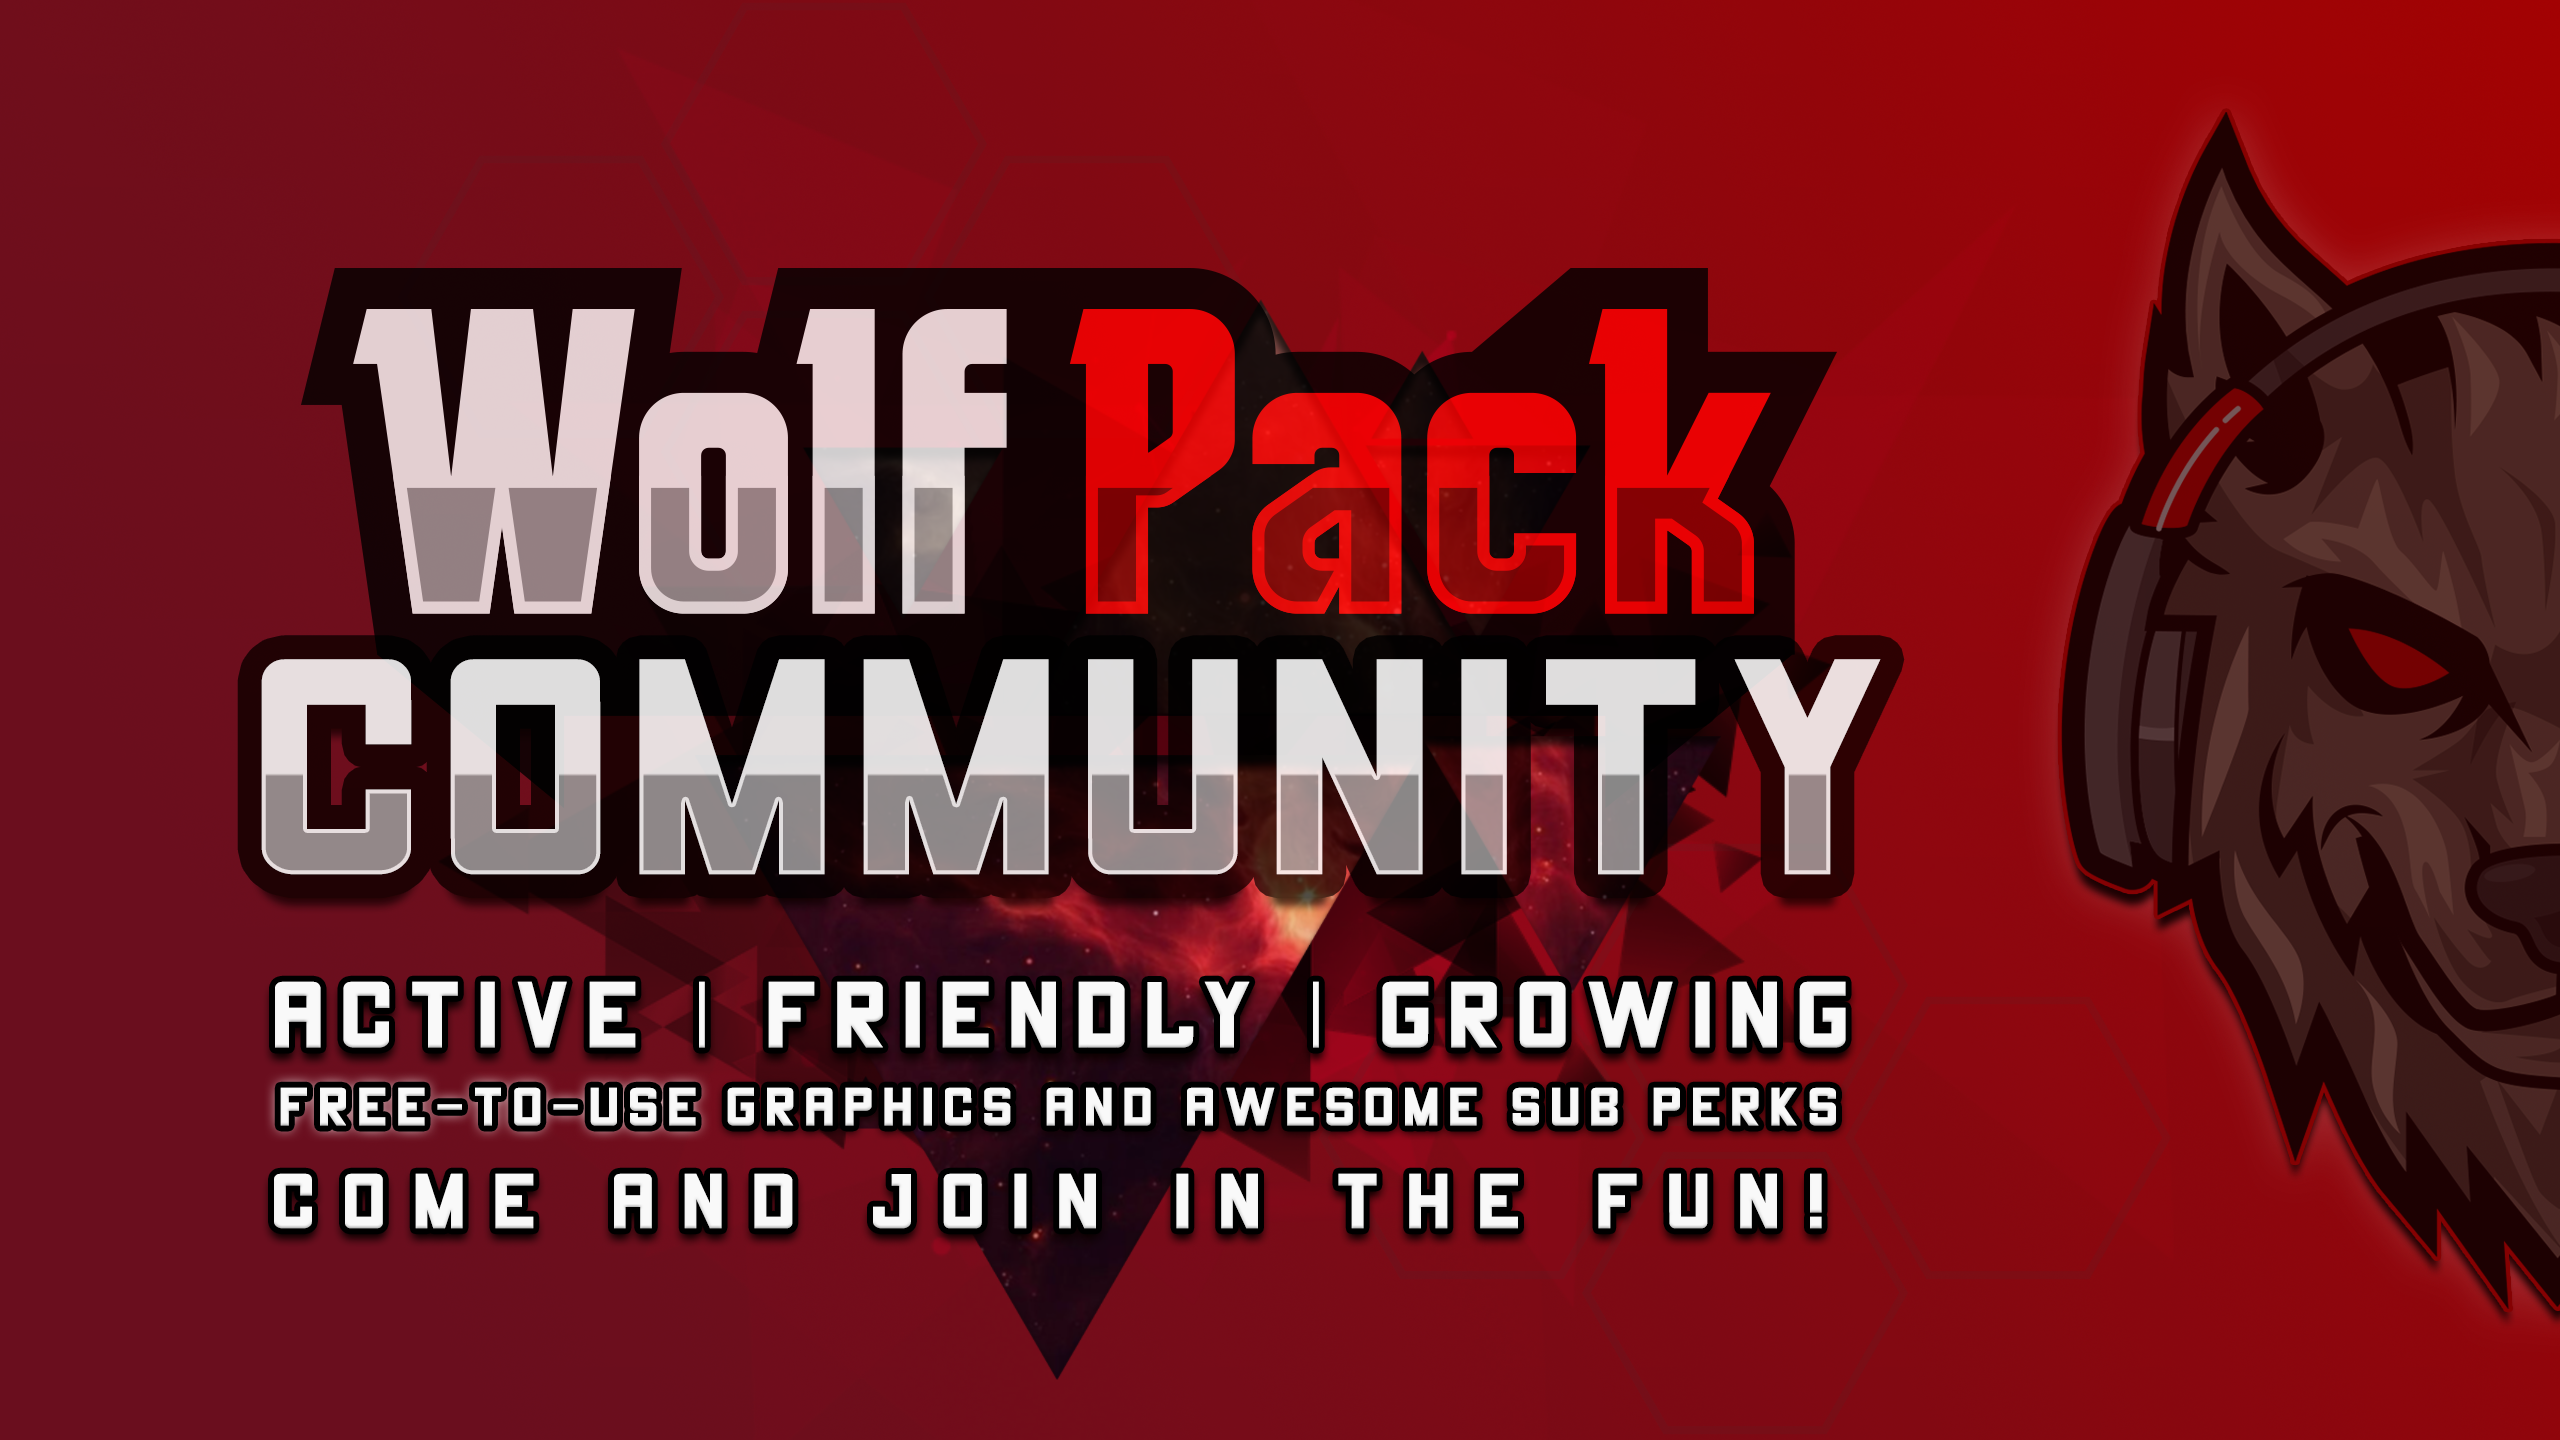 Wolf Pack
COMMUNITY
ACTIVE | FRIENDLY | GROWING
FREE-TO-USE GRAPHICS AND AWESOME SUB PERKS
COME AND JOIN IN THE FUN!